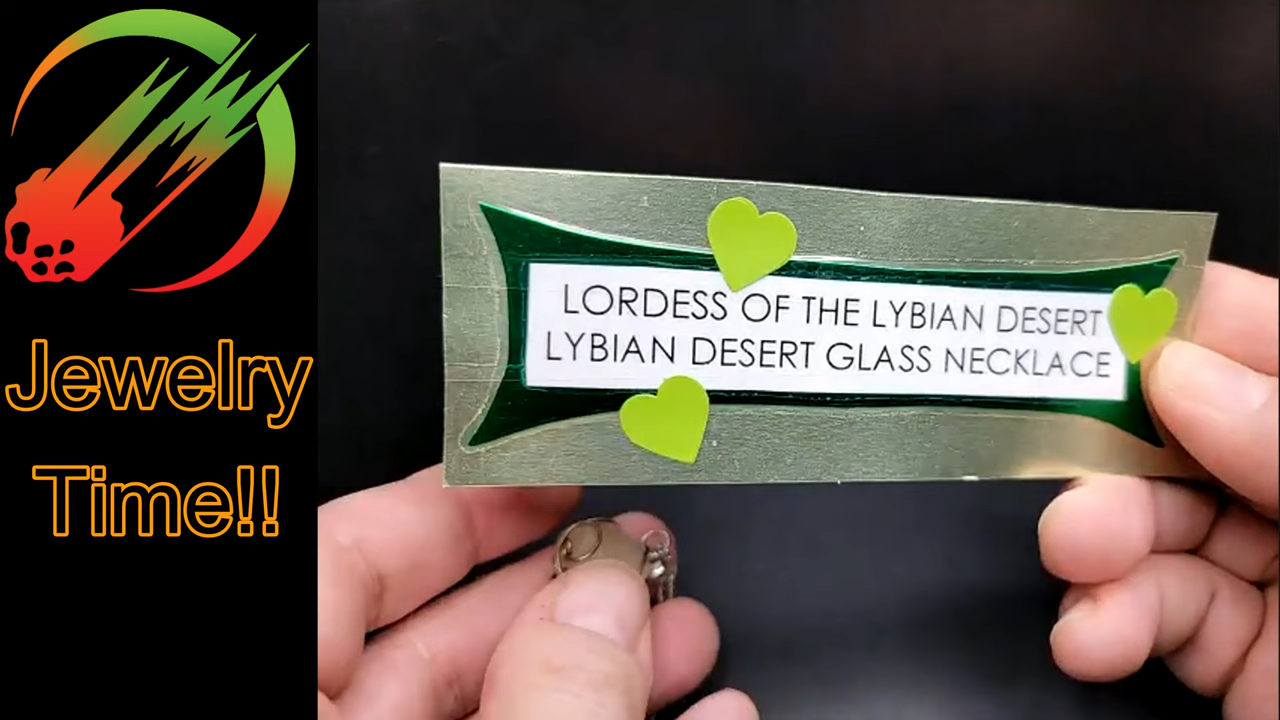 Jewelry
Time!!
LORDESS OF THE LYBIAN DESERT
LYBIAN DESERT GLASS NECKLACE